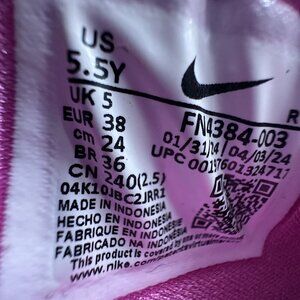 US
5.5Y
UK 5
EUR 38
cm 24
BR 36
CN 240(2.5)
FN4384-003
01/31/24 04/03/24
UPC
MADE IN INDONESIA
HECHO EN INDONESIA
FABRIQUE EN INDONESIE
FABRICADO NA INDONESIA
This product is covered by
www.nike.com/